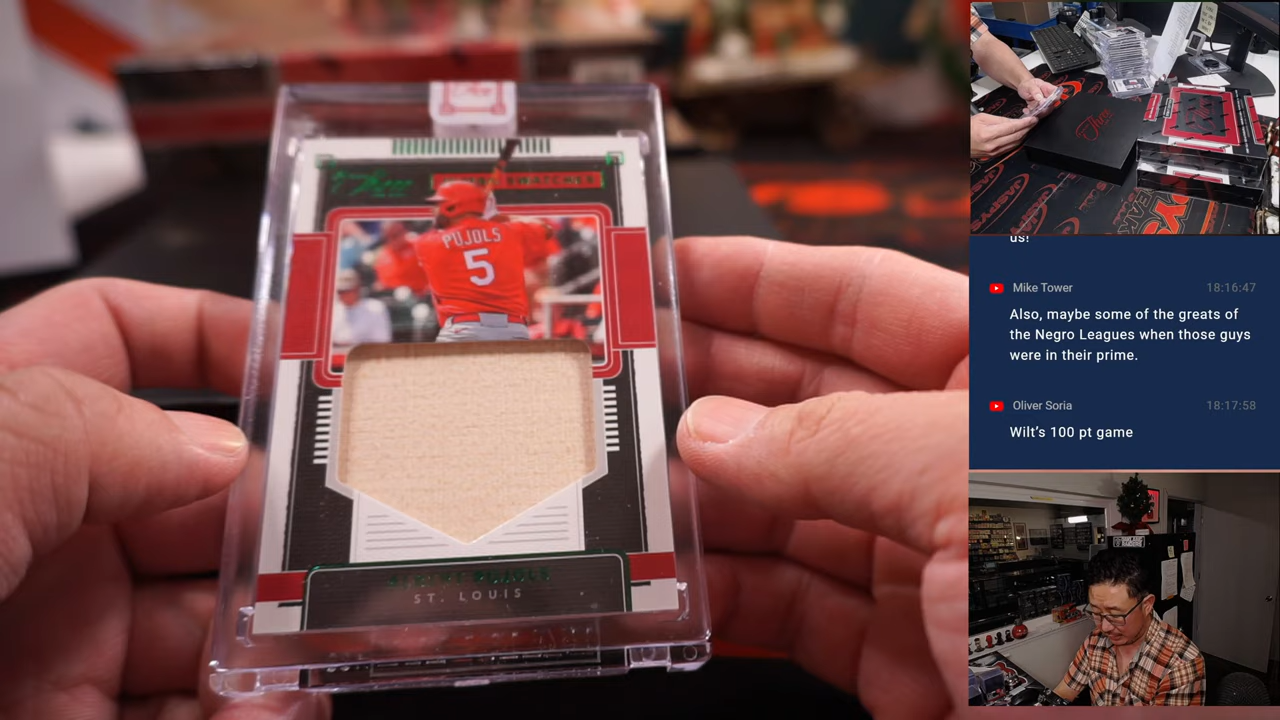 SWATCHES
PUJOLS
5
ST. LOUIS
us!
Mike Tower 18:16:47
Also, maybe some of the greats of
the Negro Leagues when those guys
were in their prime.
Oliver Soria 18:17:58
Wilt's 100 pt game